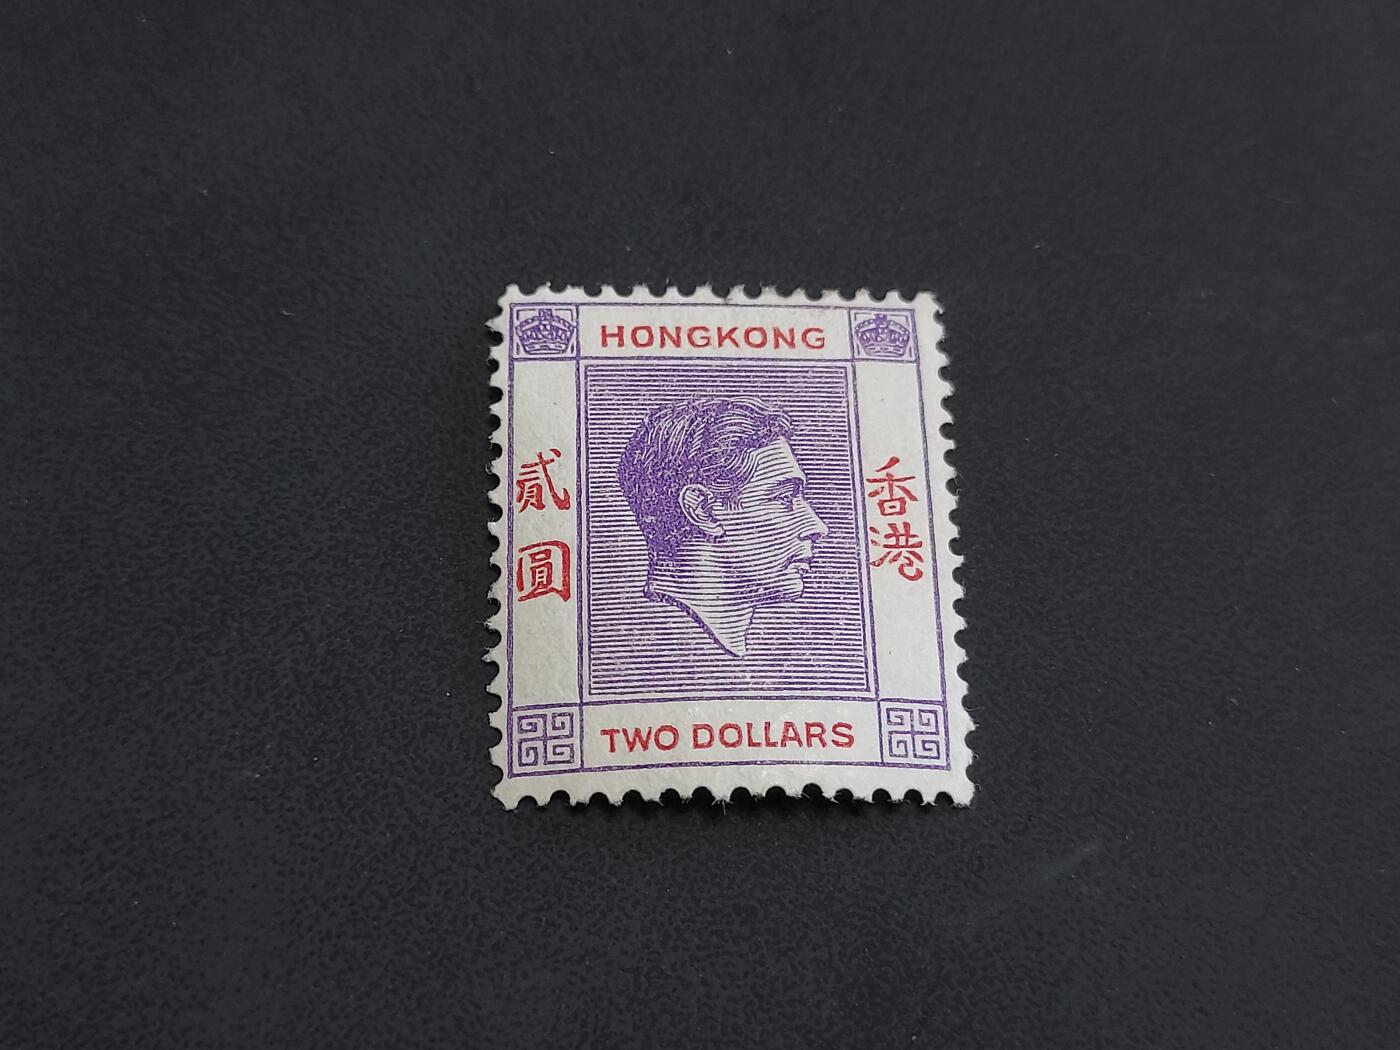 HONGKONG
貳圓
香港
TWO DOLLARS